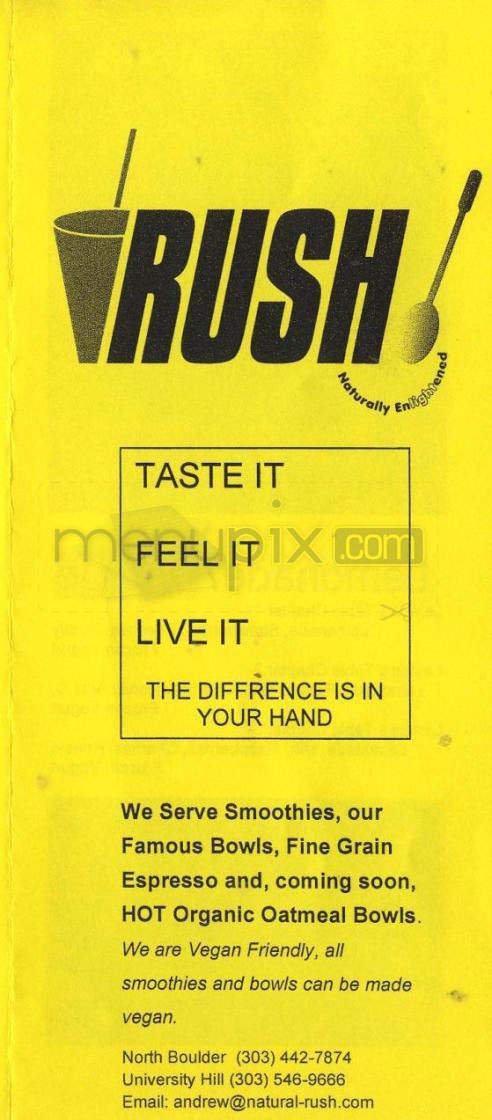 RUSH
Naturally Enlightened
TASTE IT
menupix.com
FEEL IT
LIVE IT
THE DIFFRENCE IS IN
YOUR HAND
We Serve Smoothies, our
Famous Bowls, Fine Grain
Espresso and, coming soon,
HOT Organic Oatmeal Bowls.
We are Vegan Friendly, all
smoothies and bowls can be made
vegan.
North Boulder (303) 442-7874
University Hill (303) 546-9666
Email: andrew@natural-rush.com